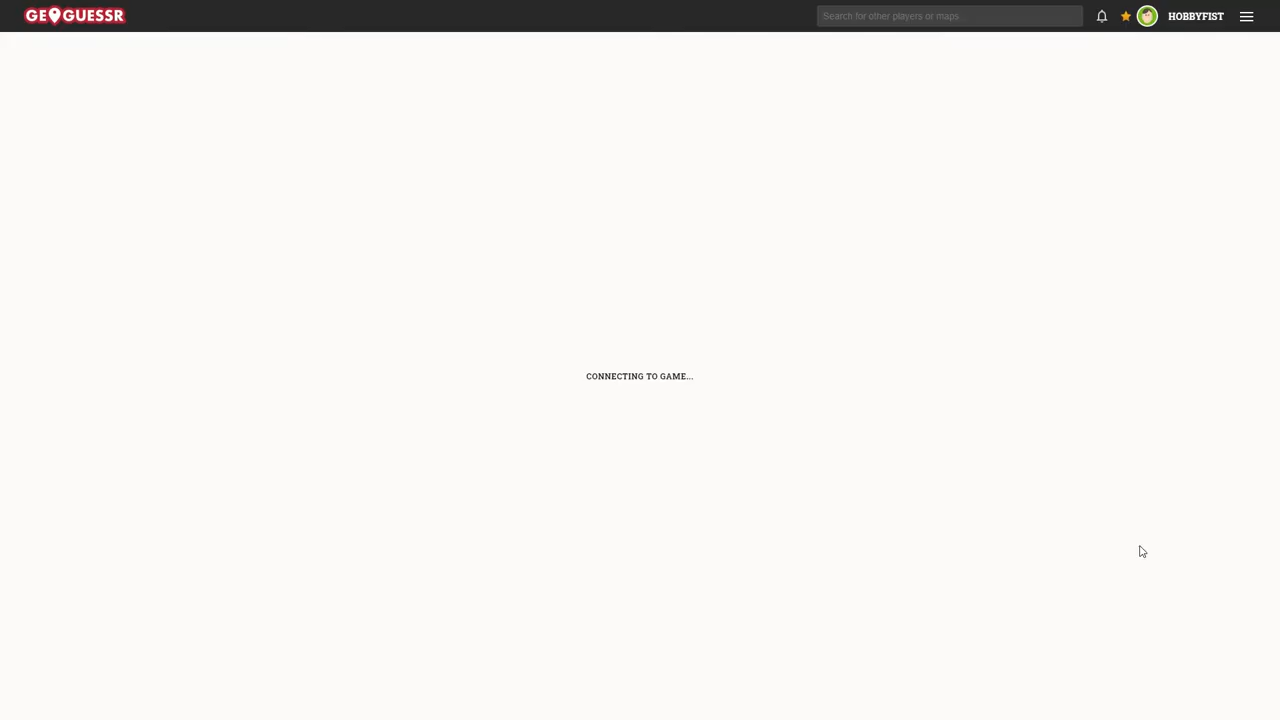 GEOGUESSR
Search for other players or maps
HOBBYFIST
CONNECTING TO GAME...